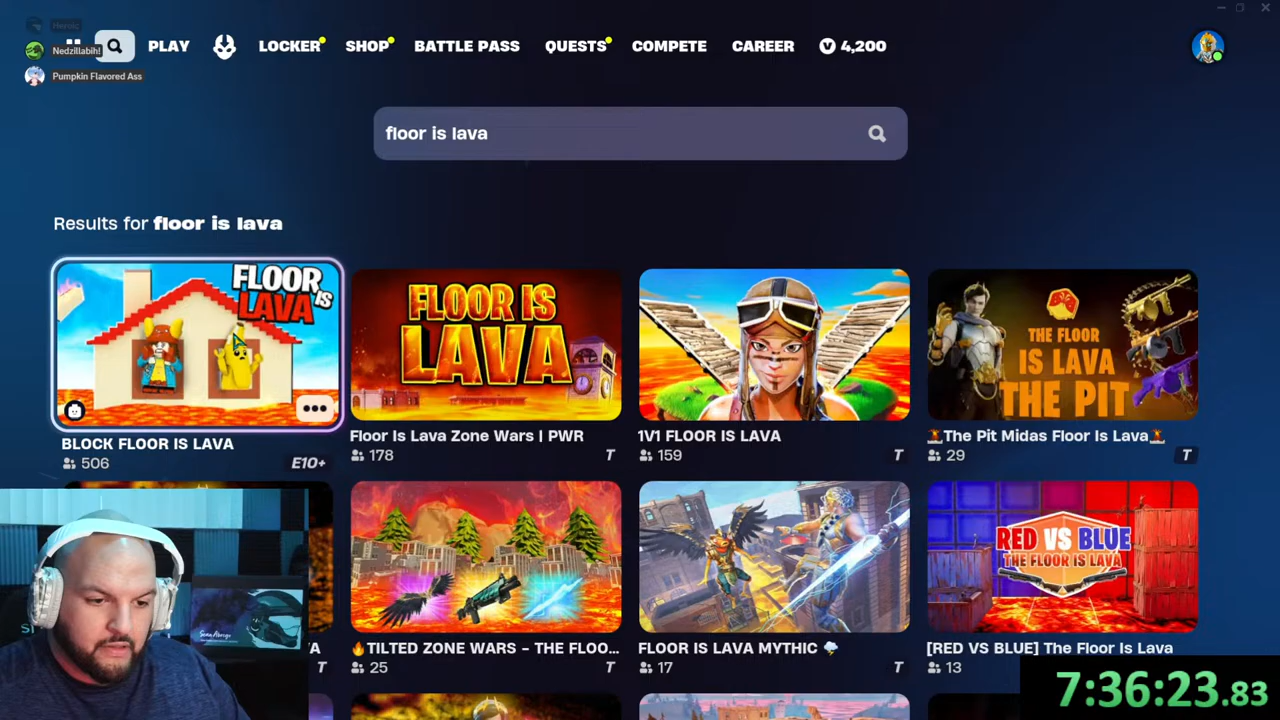 Heroic
Nedzillabih!
Pumpkin Flavored Ass
PLAY
LOCKER
SHOP
BATTLE PASS
QUESTS
COMPETE
CAREER
V 4,200
floor is lava
Results for floor is lava
FLOOR IS LAVA
BLOCK FLOOR IS LAVA
506
E10+
FLOOR IS
LAVA
Floor Is Lava Zone Wars | PWR
178
T
1V1 FLOOR IS LAVA
159
T
THE FLOOR
IS LAVA
THE PIT
The Pit Midas Floor Is Lava
29
T
T
🔥TILTED ZONE WARS - THE FLOO...
25
T
FLOOR IS LAVA MYTHIC 🌩️
17
T
RED VS BLUE
THE FLOOR IS LAVA
[RED VS BLUE] The Floor Is Lava
13
7:36:23.83